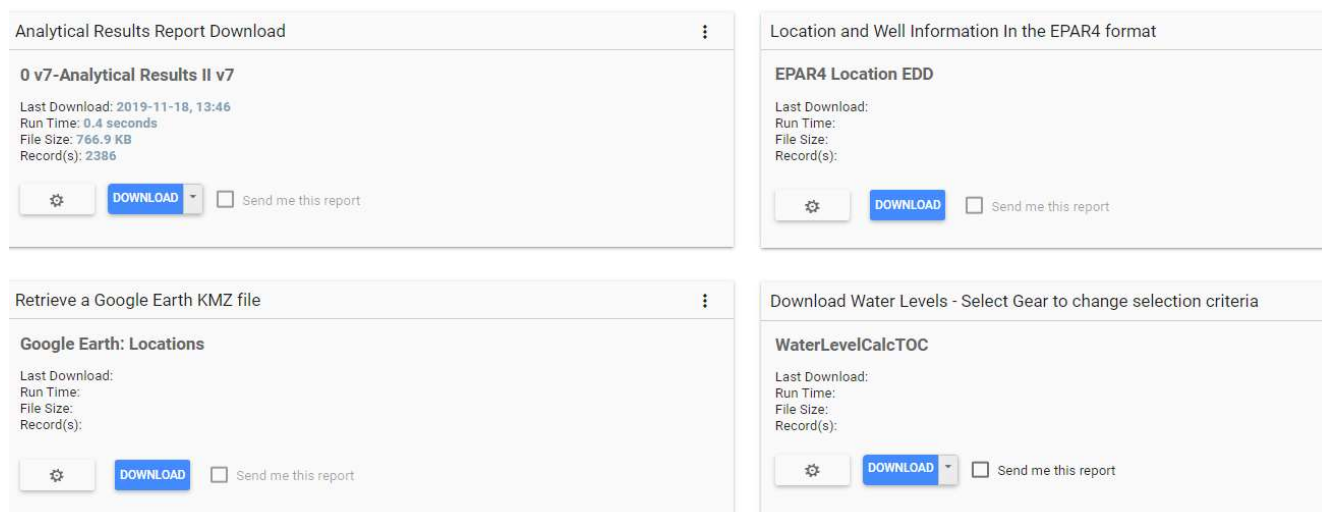 Analytical Results Report Download
0 v7-Analytical Results II v7
Last Download: 2019-11-18, 13:46
Run Time: 0.4 seconds
File Size: 766.9 KB
Record(s): 2386
DOWNLOAD Send me this report
Location and Well Information In the EPAR4 format
EPAR4 Location EDD
Last Download:
Run Time:
File Size:
Record(s):
DOWNLOAD Send me this report
Retrieve a Google Earth KMZ file
Google Earth: Locations
Last Download:
Run Time:
File Size:
Record(s):
DOWNLOAD Send me this report
Download Water Levels - Select Gear to change selection criteria
WaterLevelCalcTOC
Last Download:
Run Time:
File Size:
Record(s):
DOWNLOAD Send me this report